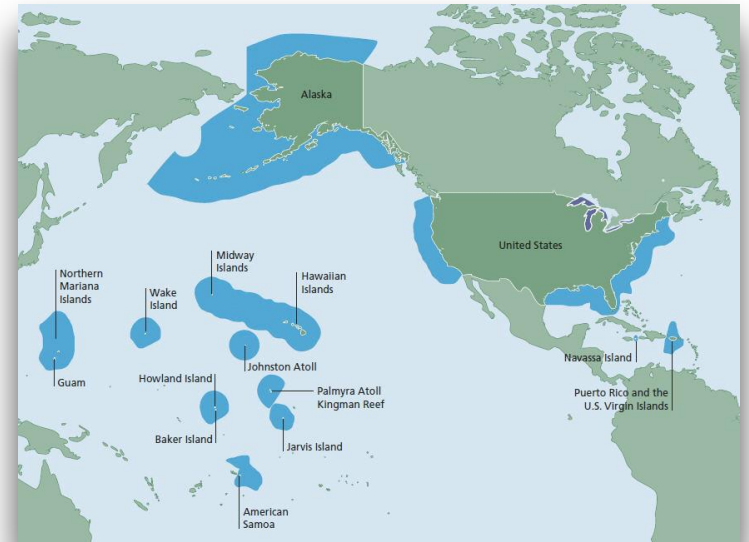 Alaska
United States
Midway
Islands
Hawaiian
Islands
Northern
Mariana
Islands
Wake
Island
Guam
Johnston Atoll
Howland Island
Palmyra Atoll
Kingman Reef
Baker Island
Jarvis Island
American
Samoa
Navassa Island
Puerto Rico and the
U.S. Virgin Islands